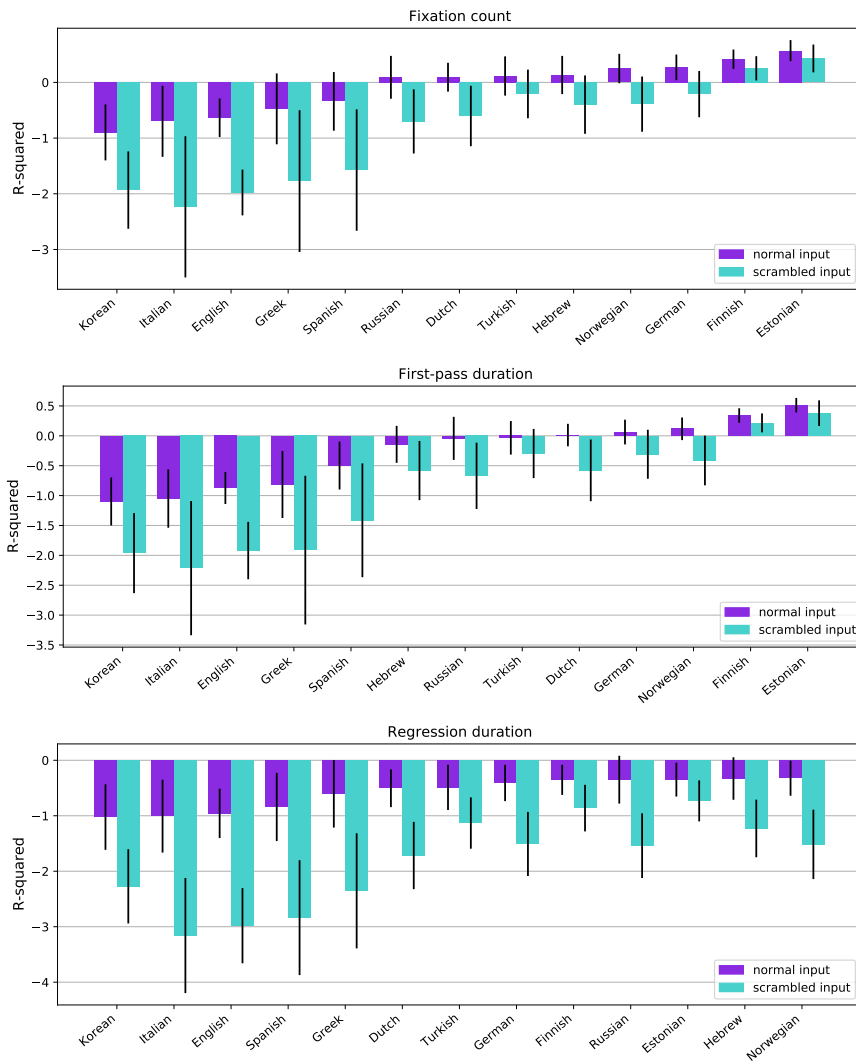 Fixation count
R-squared
0
−1
−2
−3
normal input
scrambled input
Korean
Italian
English
Greek
Spanish
Russian
Dutch
Turkish
Hebrew
Norwegian
German
Finnish
Estonian
First-pass duration
R-squared
0.5
0.0
−0.5
−1.0
−1.5
−2.0
−2.5
−3.0
−3.5
normal input
scrambled input
Korean
Italian
English
Greek
Spanish
Hebrew
Russian
Turkish
Dutch
German
Norwegian
Finnish
Estonian
Regression duration
R-squared
0
−1
−2
−3
−4
normal input
scrambled input
Korean
Italian
English
Spanish
Greek
Dutch
Turkish
German
Finnish
Russian
Estonian
Hebrew
Norwegian